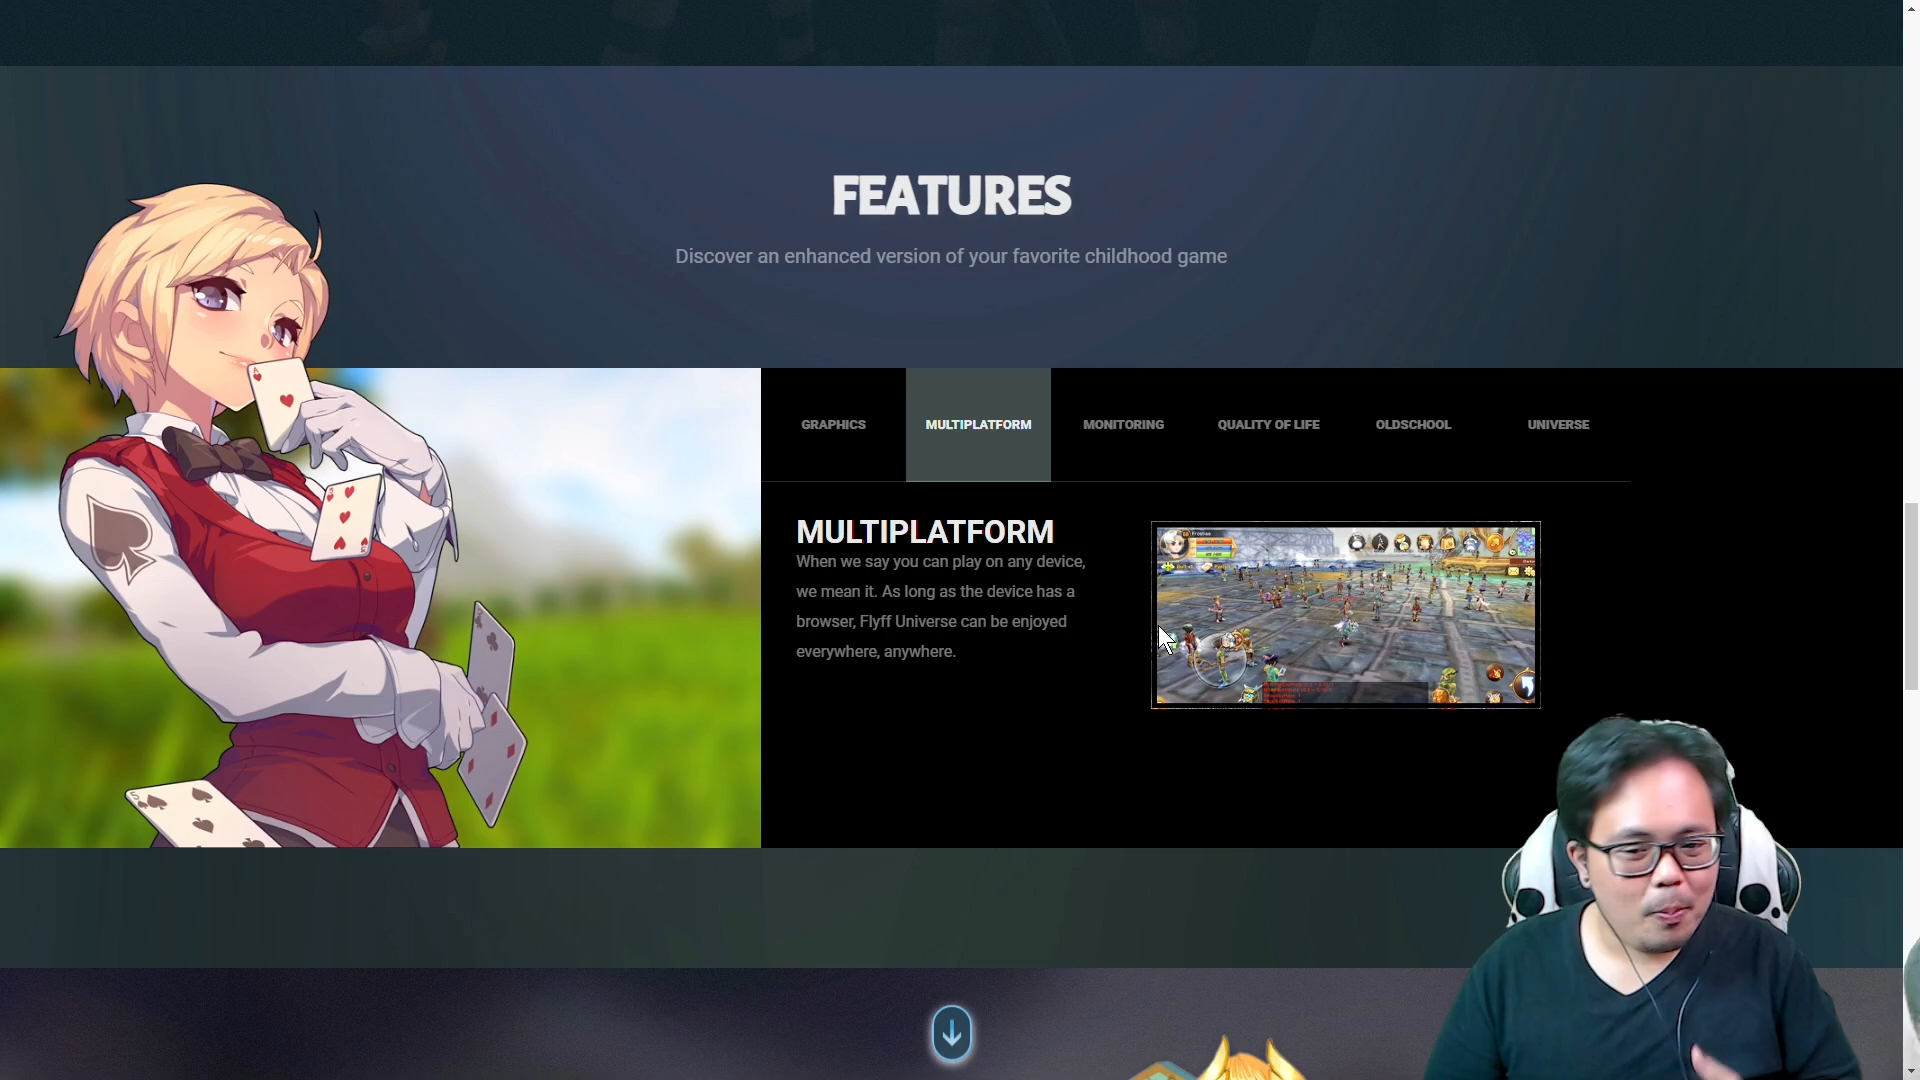 FEATURES
Discover an enhanced version of your favorite childhood game
GRAPHICS
MULTIPLATFORM
MONITORING
QUALITY OF LIFE
OLDSCHOOL
UNIVERSE
MULTIPLATFORM
When we say you can play on any device,
we mean it. As long as the device has a
browser, Flyff Universe can be enjoyed
everywhere, anywhere.